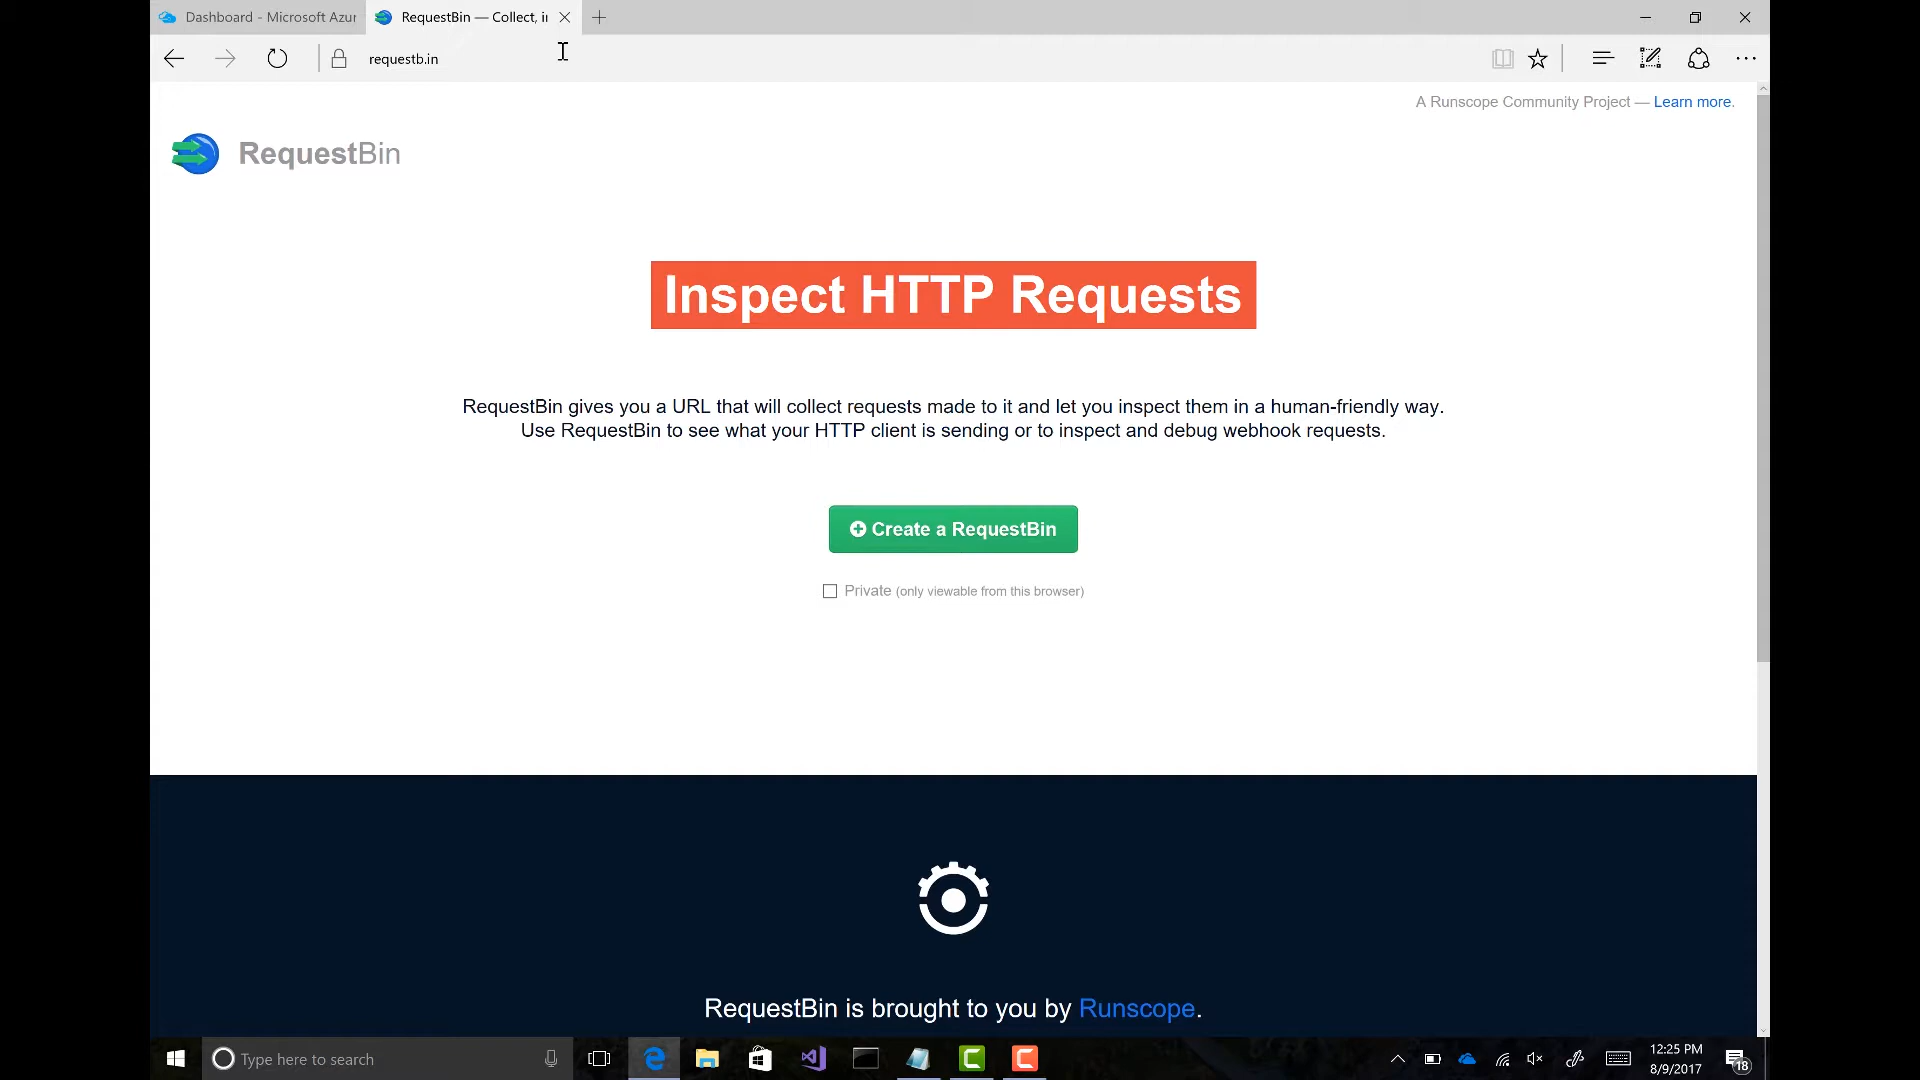 Dashboard - Microsoft Azur
RequestBin — Collect, i
requestb.in
A Runscope Community Project — Learn more.
RequestBin
Inspect HTTP Requests
RequestBin gives you a URL that will collect requests made to it and let you inspect them in a human-friendly way.
Use RequestBin to see what your HTTP client is sending or to inspect and debug webhook requests.
Create a RequestBin
Private (only viewable from this browser)
RequestBin is brought to you by Runscope.
Type here to search
12:25 PM
8/9/2017
18